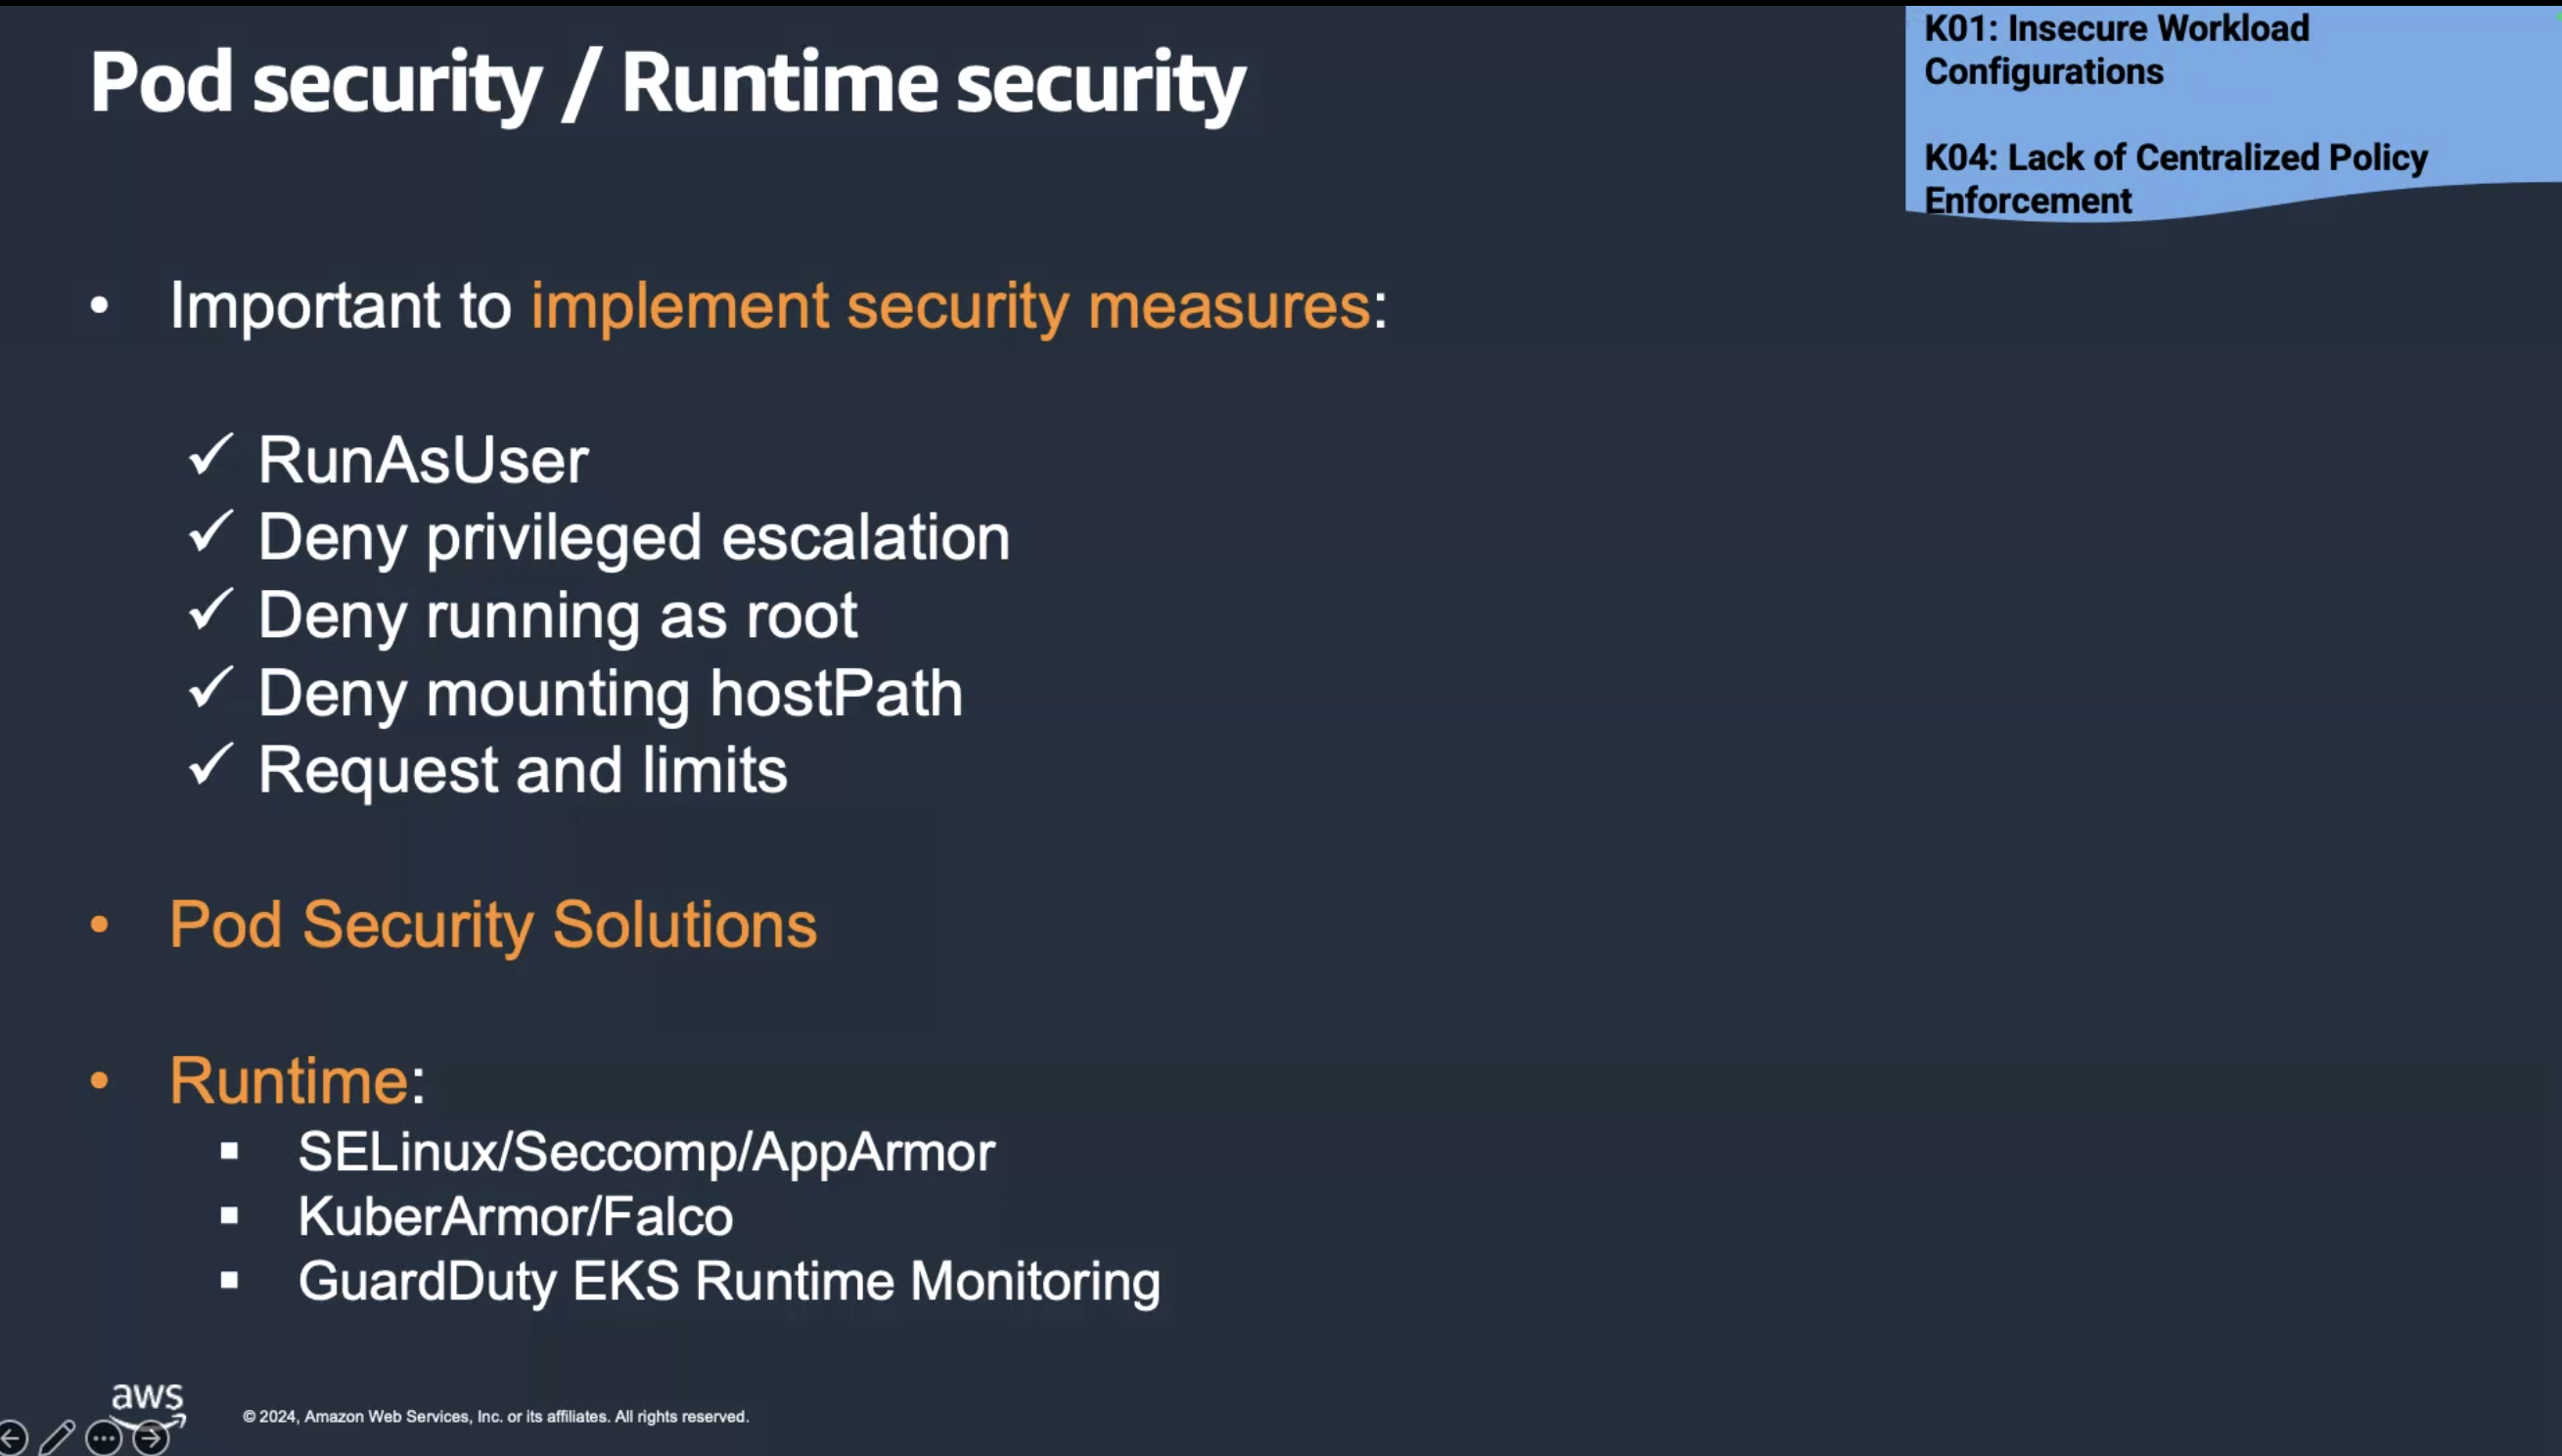 Pod security / Runtime security
K01: Insecure Workload
Configurations
K04: Lack of Centralized Policy
Enforcement
• Important to implement security measures:
✓ RunAsUser
✓ Deny privileged escalation
✓ Deny running as root
✓ Deny mounting hostPath
✓ Request and limits
• Pod Security Solutions
• Runtime:
▪ SELinux/Seccomp/AppArmor
▪ KuberArmor/Falco
▪ GuardDuty EKS Runtime Monitoring
aws
© 2024, Amazon Web Services, Inc. or its affiliates. All rights reserved.